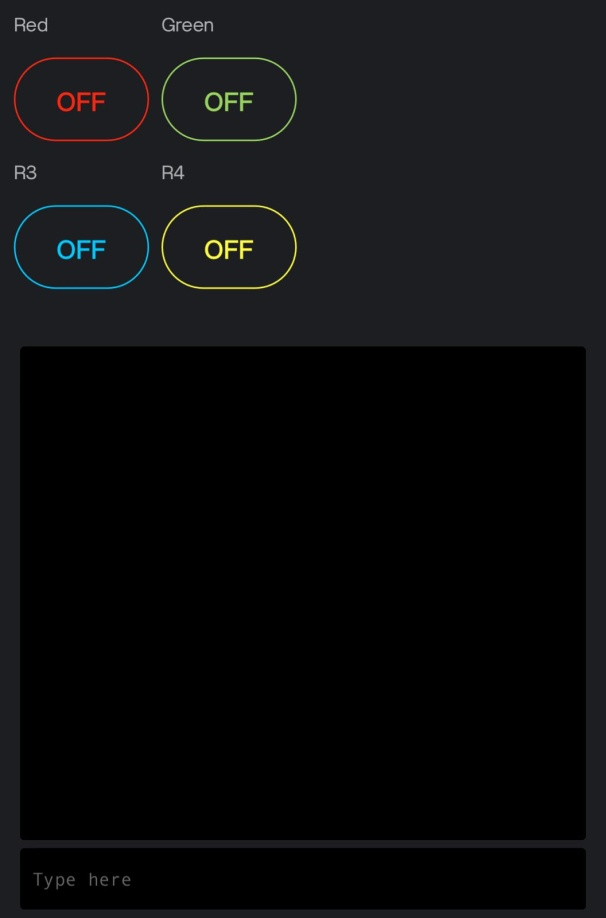 Red Green
OFF OFF
R3 R4
OFF OFF
Type here